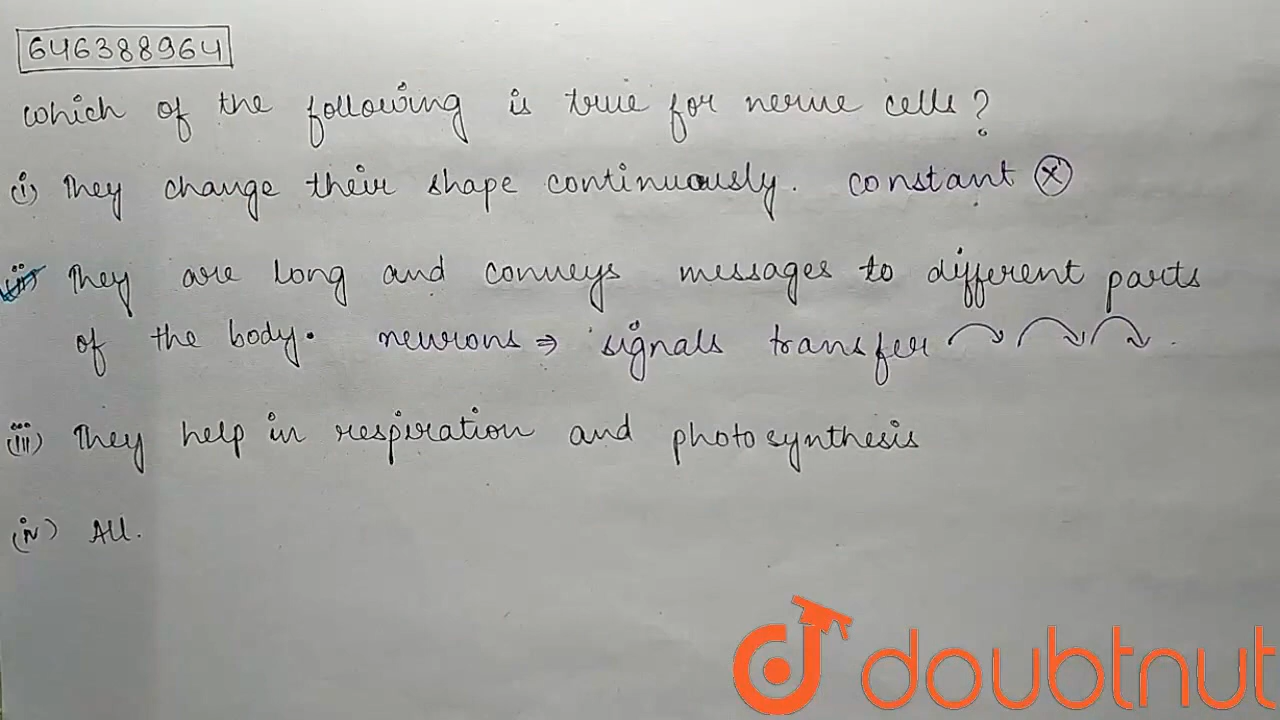 646388964
Which of the following is true for nerve cells?
(i) They change their shape continuously. constant
(ii) They are long and conveys messages to different parts
of the body. neurons ⇒ signals transfer
(iii) They help in respiration and photosynthesis
(iv) All.
doubtnut